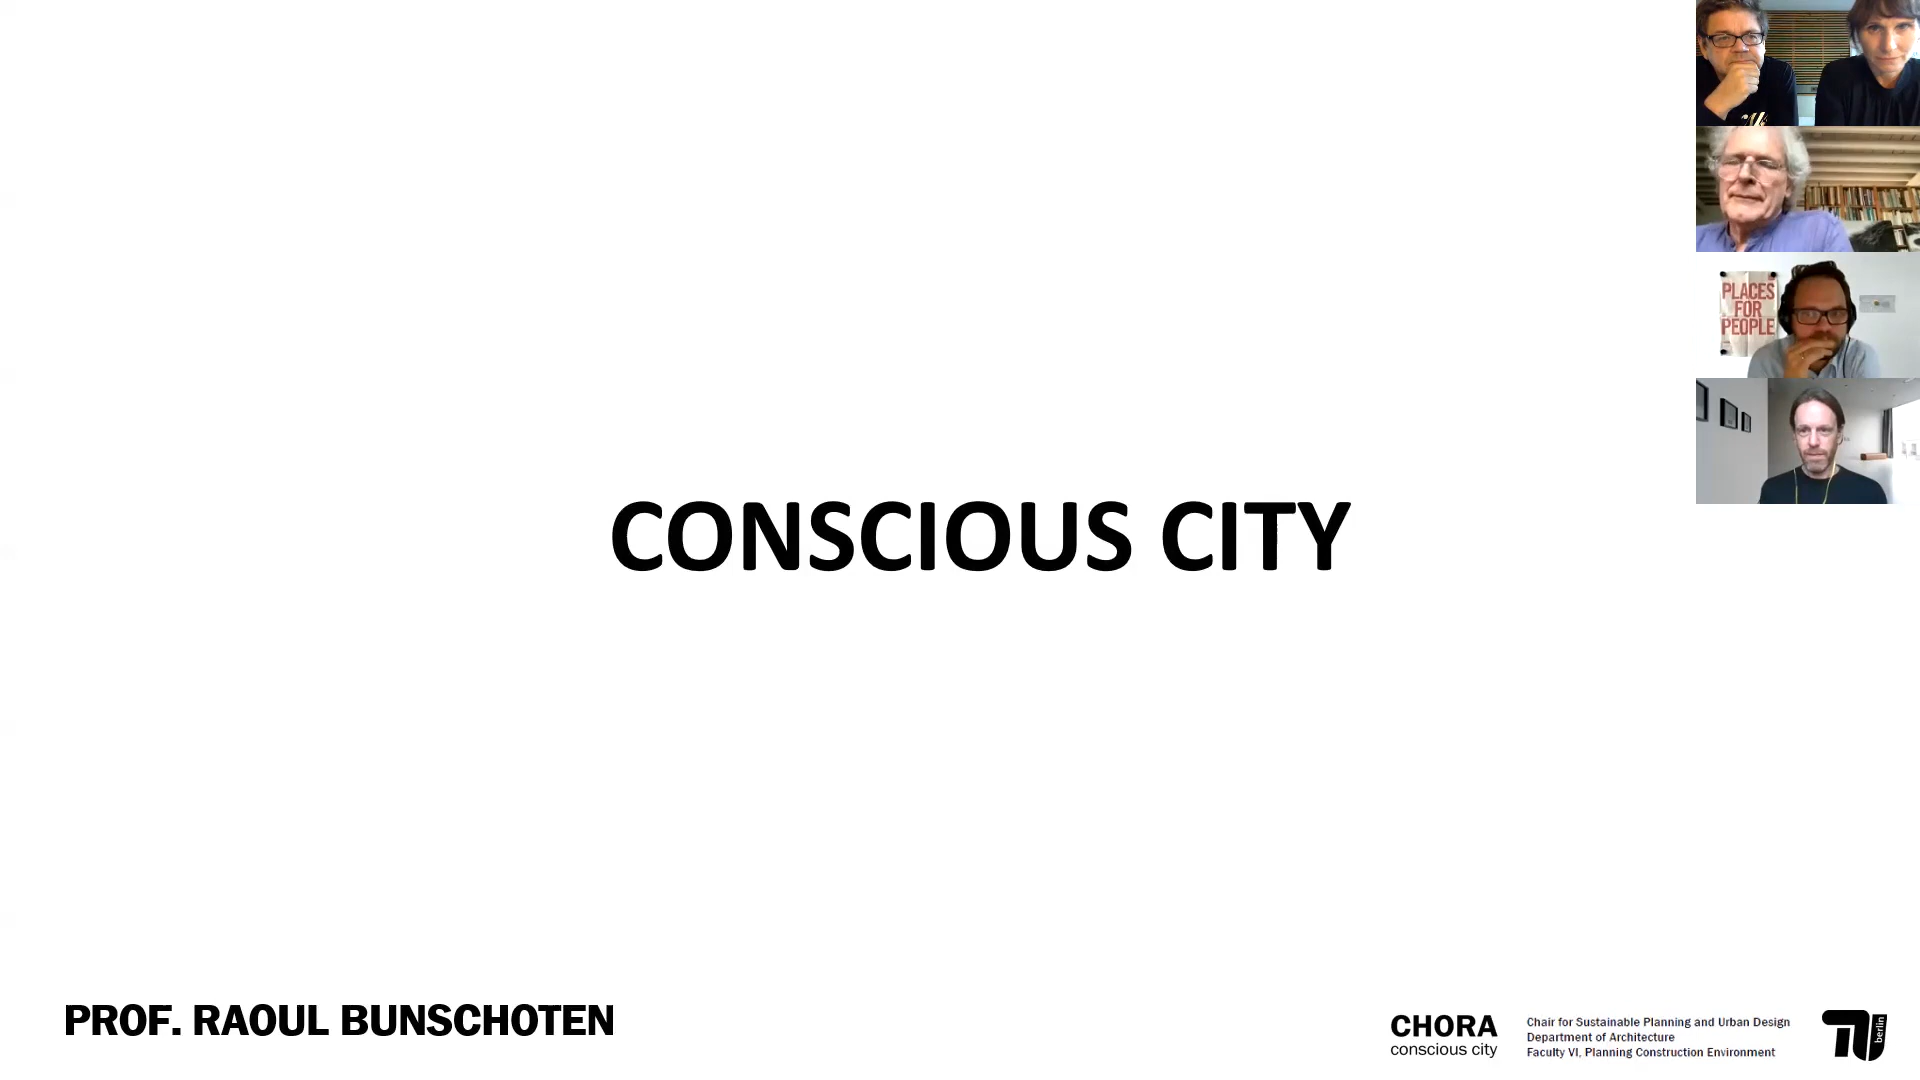 CONSCIOUS CITY
PLACES
FOR
PEOPLE
PROF. RAOUL BUNSCHOTEN
CHORA
conscious city
Chair for Sustainable Planning and Urban Design
Department of Architecture
Faculty VI, Planning Construction Environment
berlin